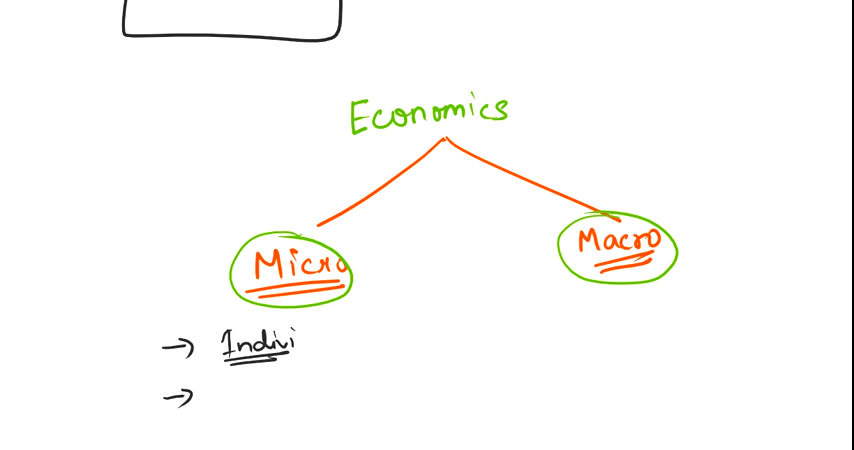 Economics
Micro
Macro
→ Indivi
→